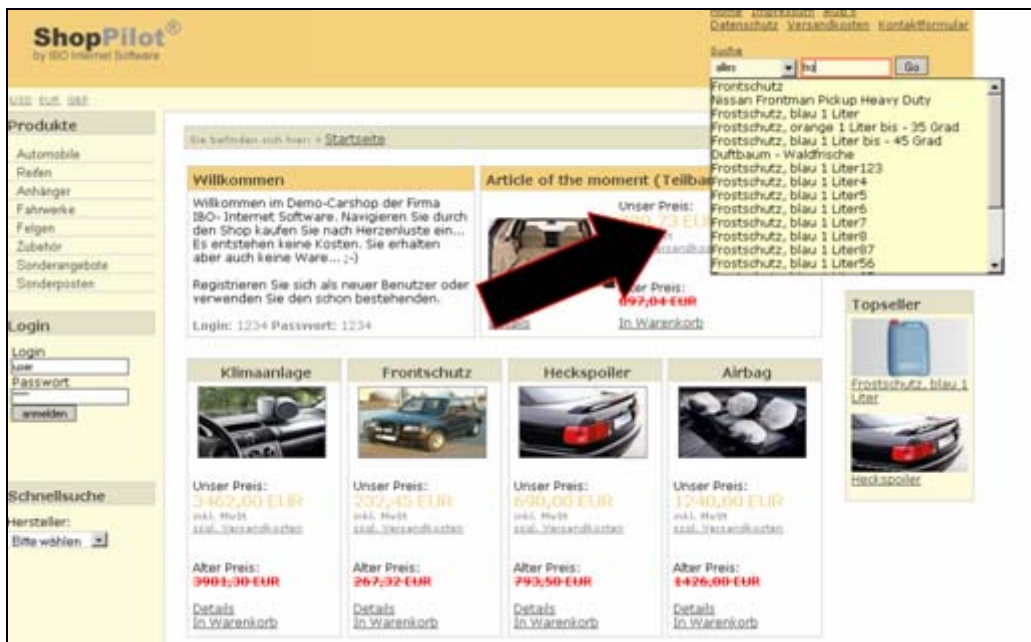 ShopPilot®
by IBO Internet Software
Home Impressum AGB's
Datenschutz Versandkosten Kontaktformular
Suche
alles
Go
Frontschutz
Nissan Frontman Pickup Heavy Duty
Frostschutz, blau 1 Liter
Frostschutz, orange 1 Liter bis - 35 Grad
Frostschutz, blau 1 Liter bis - 45 Grad
Duftbaum - Waldfrische
Frostschutz, blau 1 Liter123
Frostschutz, blau 1 Liter4
Frostschutz, blau 1 Liter5
Frostschutz, blau 1 Liter6
Frostschutz, blau 1 Liter7
Frostschutz, blau 1 Liter8
Frostschutz, blau 1 Liter87
Frostschutz, blau 1 Liter56
USD EUR GBP
Produkte
Automobile
Reifen
Anhänger
Fahrwerke
Felgen
Zubehör
Sonderangebote
Sonderposten
Login
Login
user
Passwort
anmelden
Schnellsuche
Hersteller:
Bitte wählen
Sie befinden sich hier: » Startseite
Willkommen
Willkommen im Demo-Carshop der Firma
IBO- Internet Software. Navigieren Sie durch
den Shop kaufen Sie nach Herzenluste ein...
Es entstehen keine Kosten. Sie erhalten
aber auch keine Ware... ;-)
Registrieren Sie sich als neuer Benutzer oder
verwenden Sie den schon bestehenden.
Login: 1234 Passwort: 1234
Article of the moment (Teilba
Unser Preis:
Alter Preis:
897,04 EUR
Details
In Warenkorb
Klimaanlage
Unser Preis:
3462,00 EUR
inkl. MwSt
zzgl. Versandkosten
Alter Preis:
3981,30 EUR
Details
In Warenkorb
Frontschutz
Unser Preis:
232,45 EUR
inkl. MwSt
zzgl. Versandkosten
Alter Preis:
267,32 EUR
Details
In Warenkorb
Heckspoiler
Unser Preis:
690,00 EUR
inkl. MwSt
zzgl. Versandkosten
Alter Preis:
793,50 EUR
Details
In Warenkorb
Airbag
Unser Preis:
1240,00 EUR
inkl. MwSt
zzgl. Versandkosten
Alter Preis:
1426,00 EUR
Details
In Warenkorb
Topseller
Frostschutz, blau 1
Liter
Heckspoiler